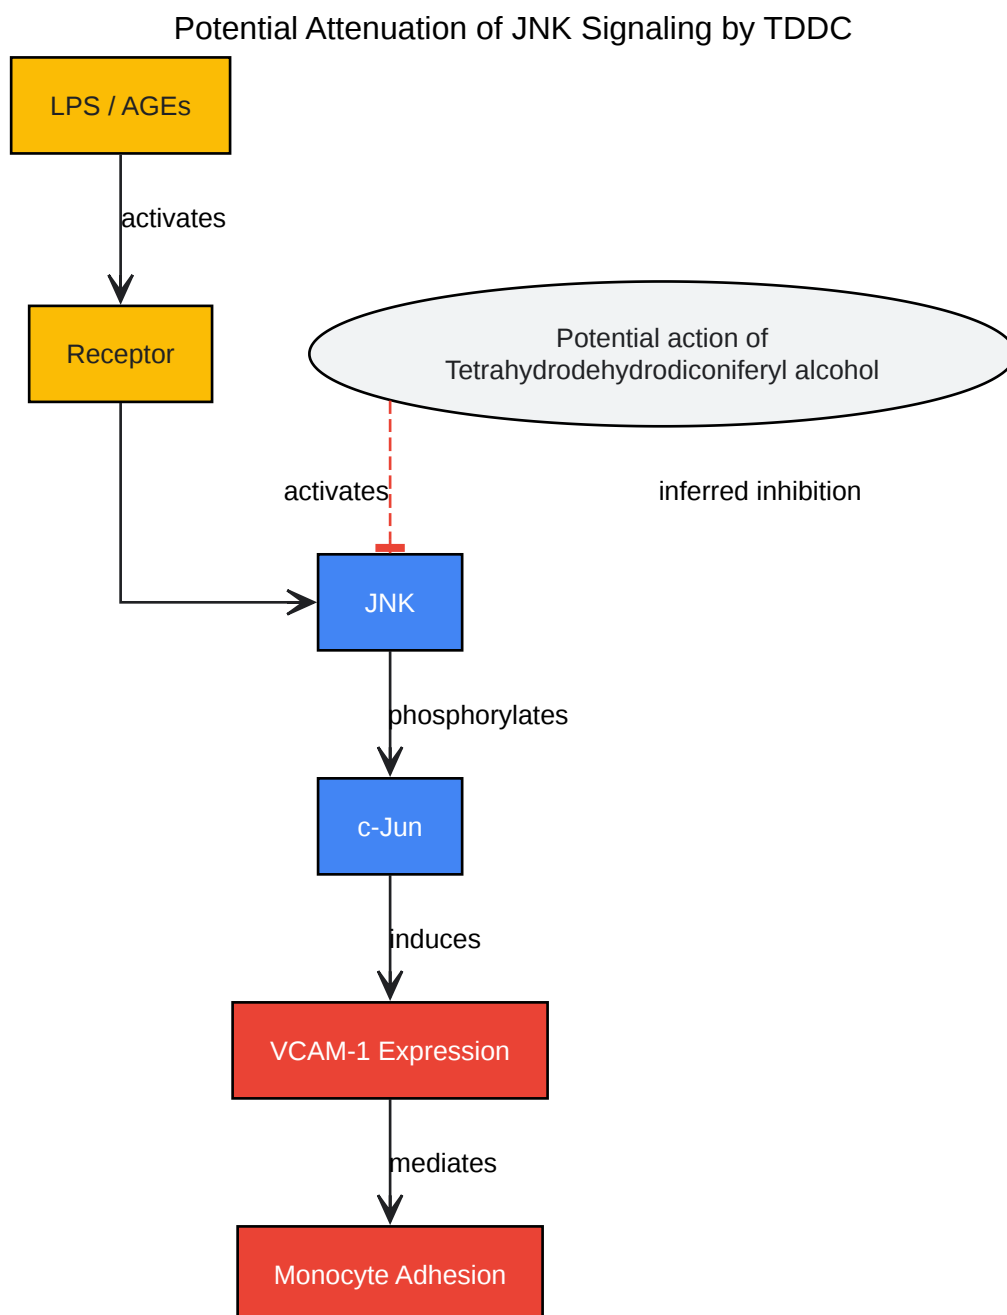 Potential Attenuation of JNK Signaling by TDDC
LPS / AGEs
activates
Receptor
Potential action of
Tetrahydrodehydrodiconiferyl alcohol
activates
inferred inhibition
JNK
phosphorylates
c-Jun
induces
VCAM-1 Expression
mediates
Monocyte Adhesion